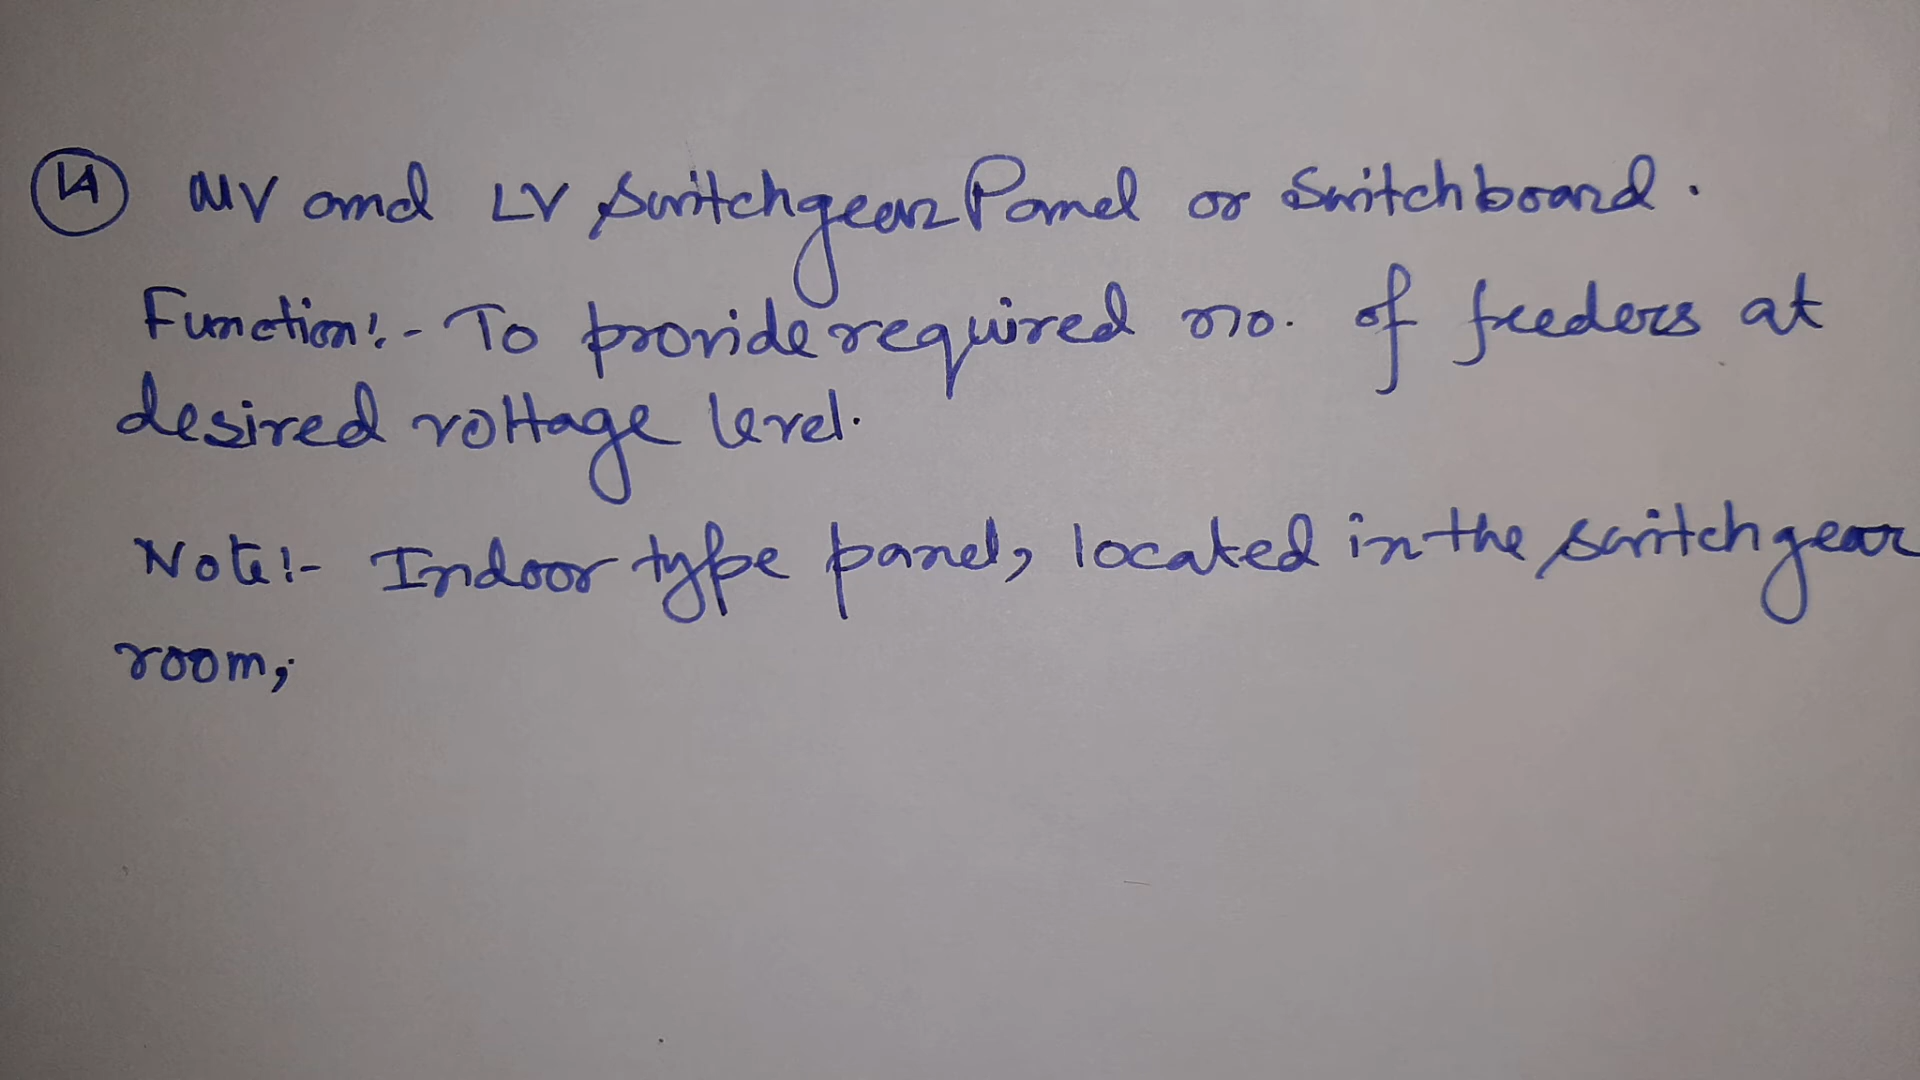 14 MV and LV Switchgear Panel or Switchboard.
Function:- To provide required no. of feeders at
desired voltage level.
Note:- Indoor type panel, located in the switchgear
room;